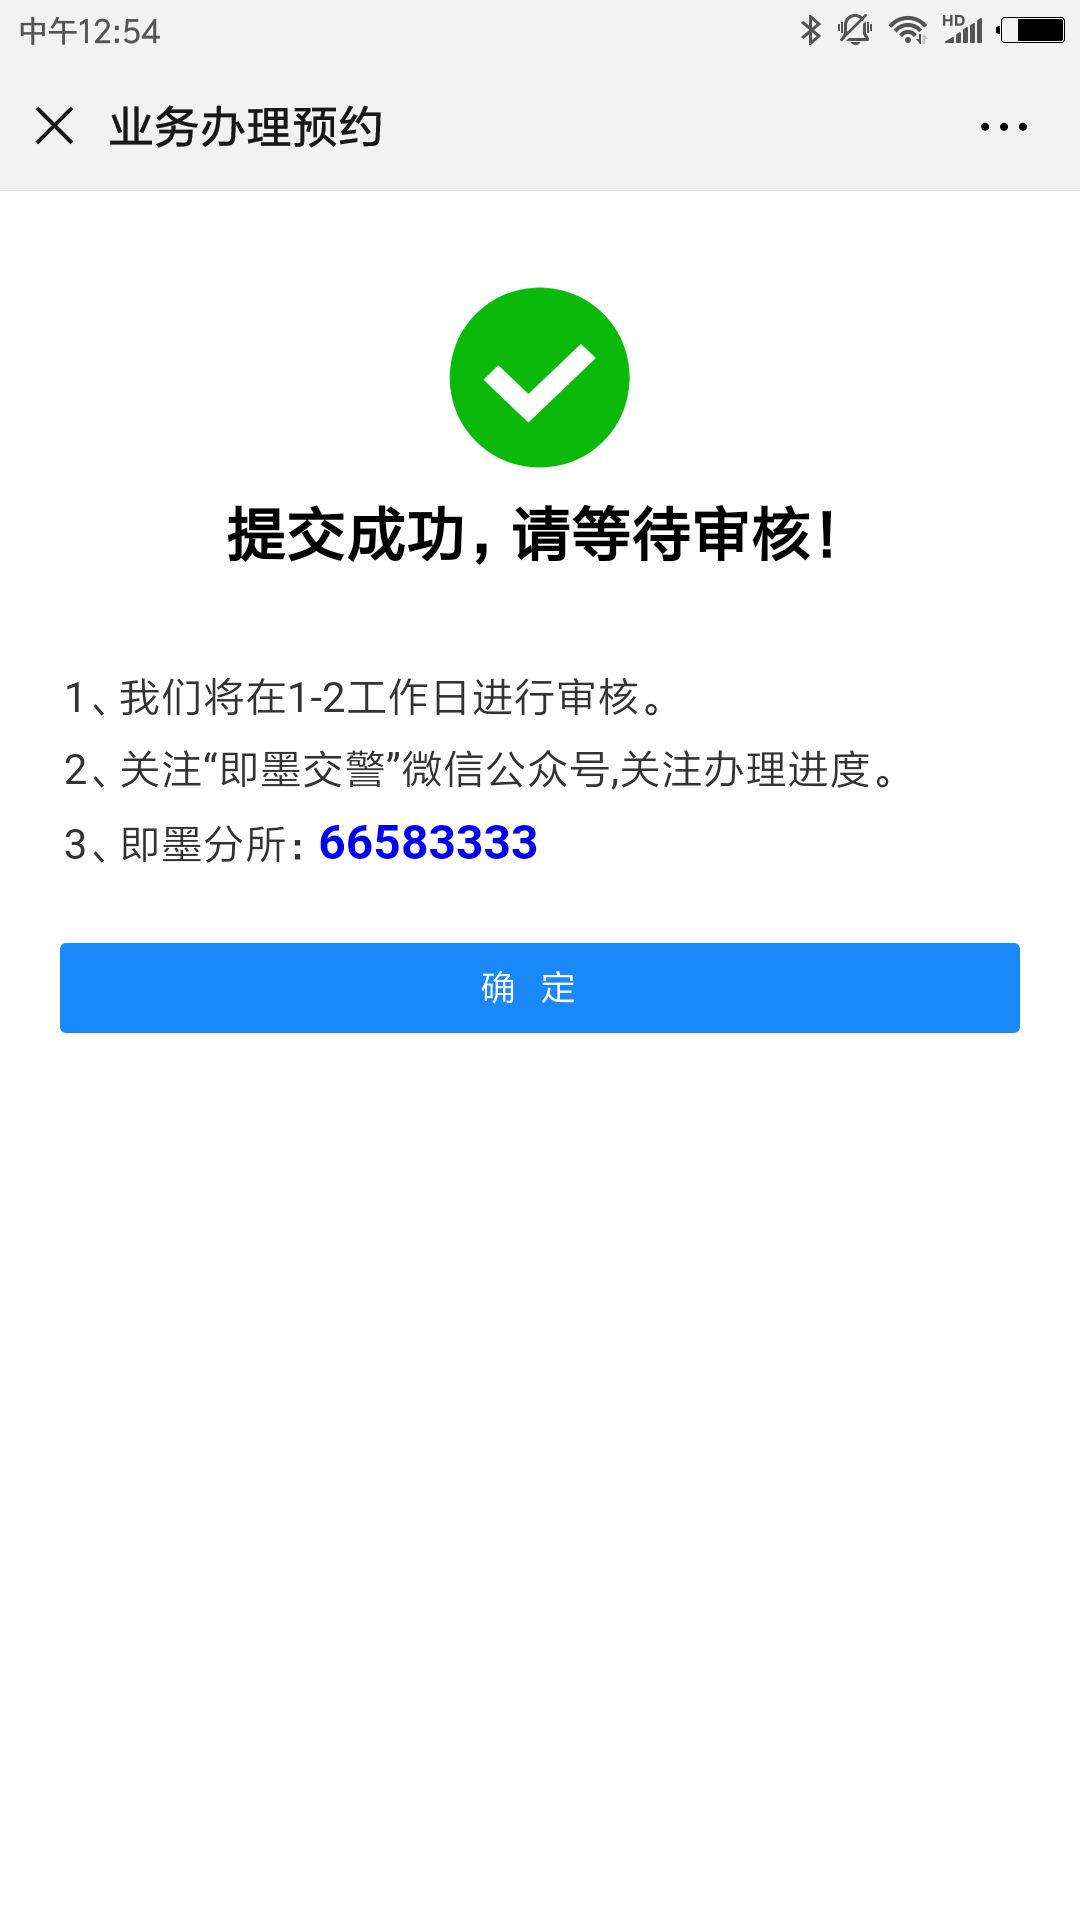 中午12:54
HD
业务办理预约
提交成功，请等待审核！
1、我们将在1-2工作日进行审核。
2、关注“即墨交警”微信公众号,关注办理进度。
3、即墨分所：66583333
确 定